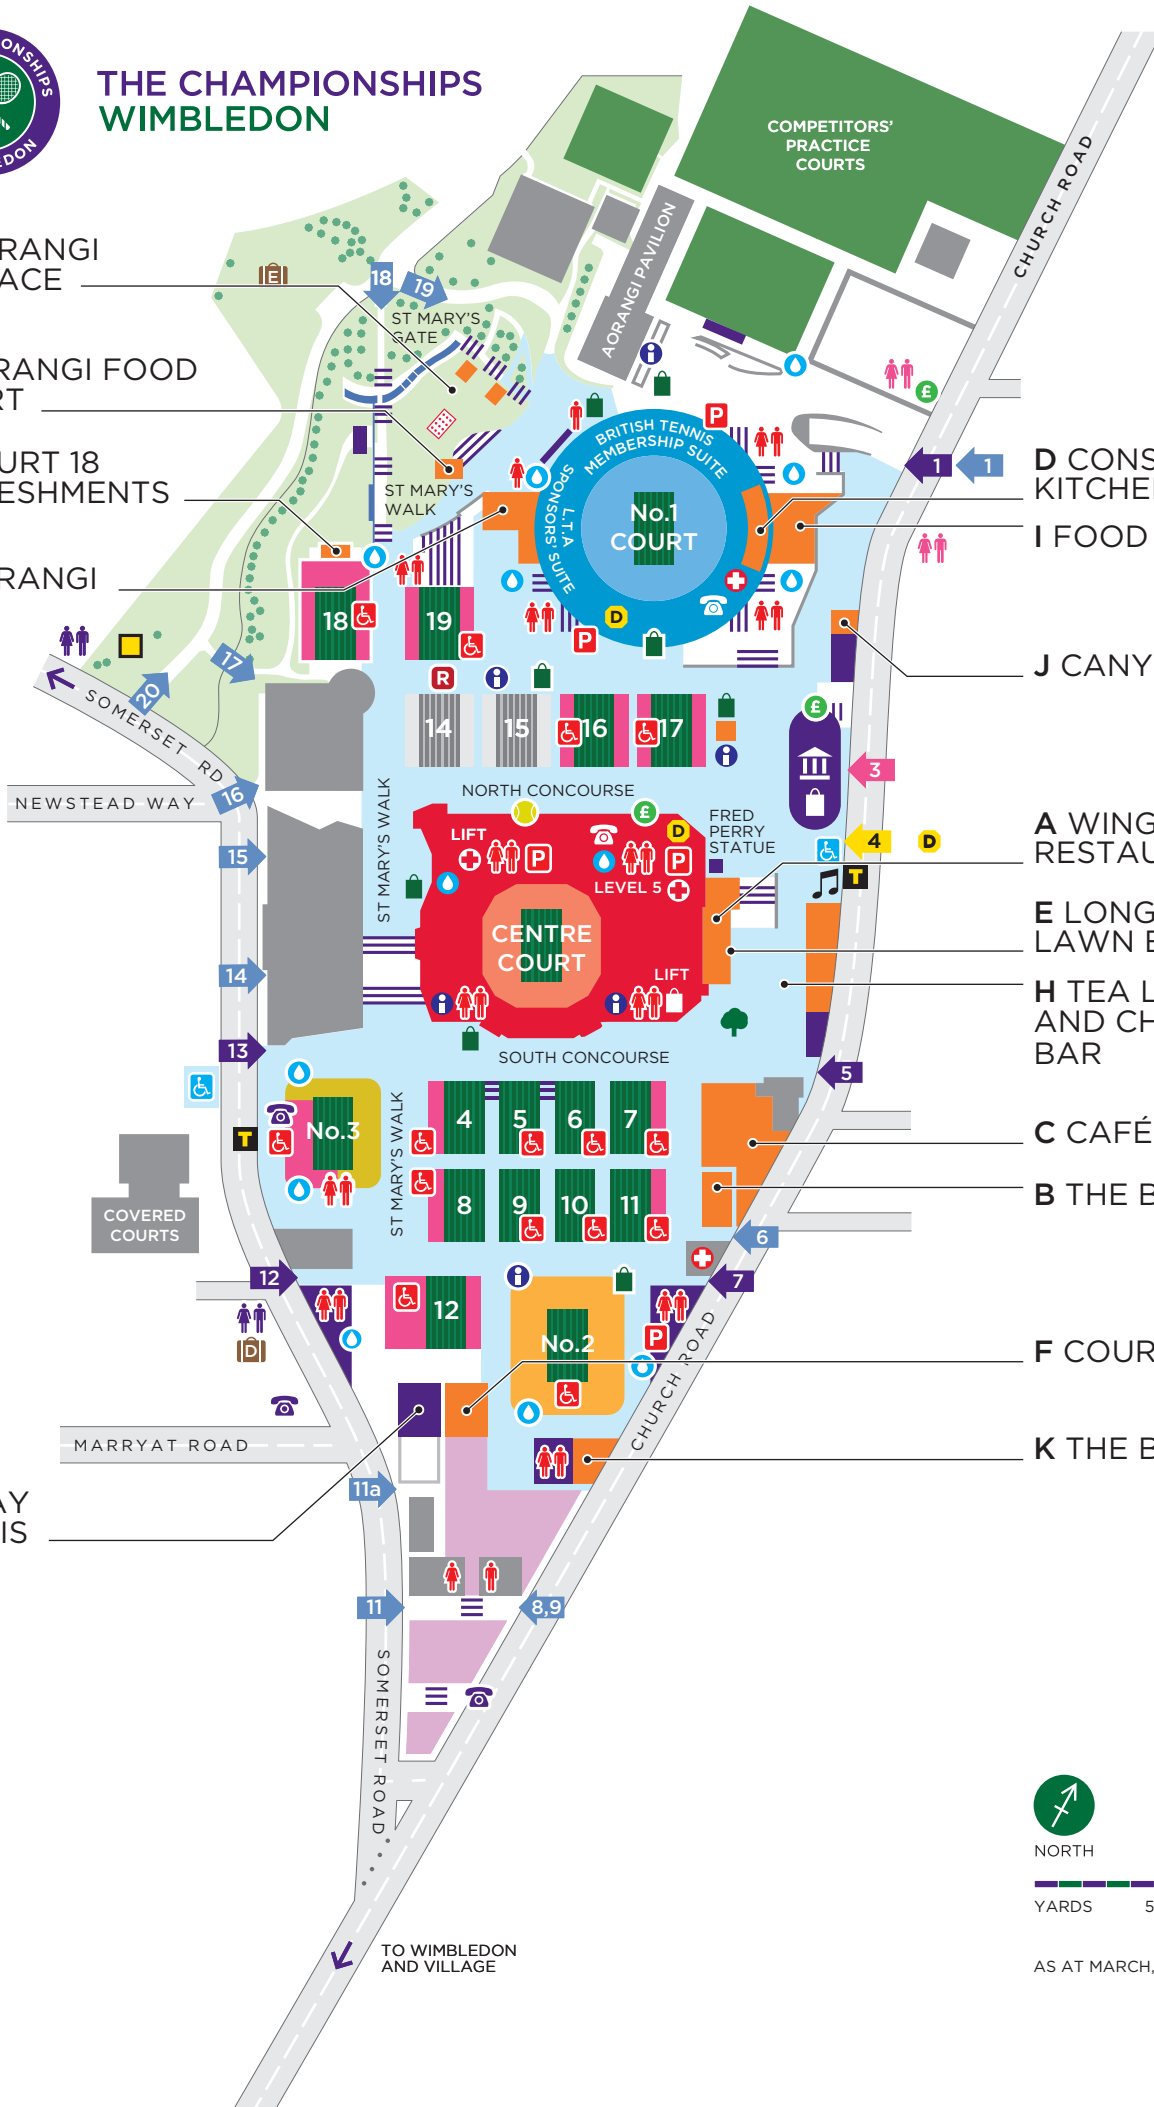 THE CHAMPIONSHIPS
WIMBLEDON
COMPETITORS'
PRACTICE
COURTS
CHURCH ROAD
RANGI
ACE
E
18
19
ST MARY'S
GATE
AORANGI PAVILION
RANGI FOOD
RT
BRITISH TENNIS
MEMBERSHIP SUITE
P
£
URT 18
ESHMENTS
ST MARY'S
WALK
L.T.A
SPONSORS' SUITE
No.1
COURT
1
1
D CONS
KITCHEN
I FOOD
RANGI
18
19
D
P
J CANY
17
20
SOMERSET RD
R
14
15
16
17
£
3
NEWSTEAD WAY
16
NORTH CONCOURSE
15
ST MARY'S WALK
LIFT
P
£
D
P
LEVEL 5
FRED
PERRY
STATUE
4
D
T
A WING
RESTAU
CENTRE
COURT
LIFT
E LONG
LAWN B
14
H TEA L
AND CH
BAR
13
SOUTH CONCOURSE
5
T
No.3
ST MARY'S WALK
4
5
6
7
C CAFÉ
8
9
10
11
B THE B
COVERED
COURTS
6
12
7
D
12
No.2
P
CHURCH ROAD
F COUR
MARRYAT ROAD
K THE B
11a
AY
IS
11
8,9
SOMERSET ROAD
NORTH
YARDS 5
TO WIMBLEDON
AND VILLAGE
AS AT MARCH,